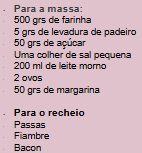 - Para a massa:
- 500 grs de farinha
- 5 grs de levadura de padeiro
- 50 grs de açúcar
- Uma colher de sal pequena
- 200 ml de leite morno
- 2 ovos
- 50 grs de margarina
- Para o recheio
- Passas
- Fiambre
- Bacon